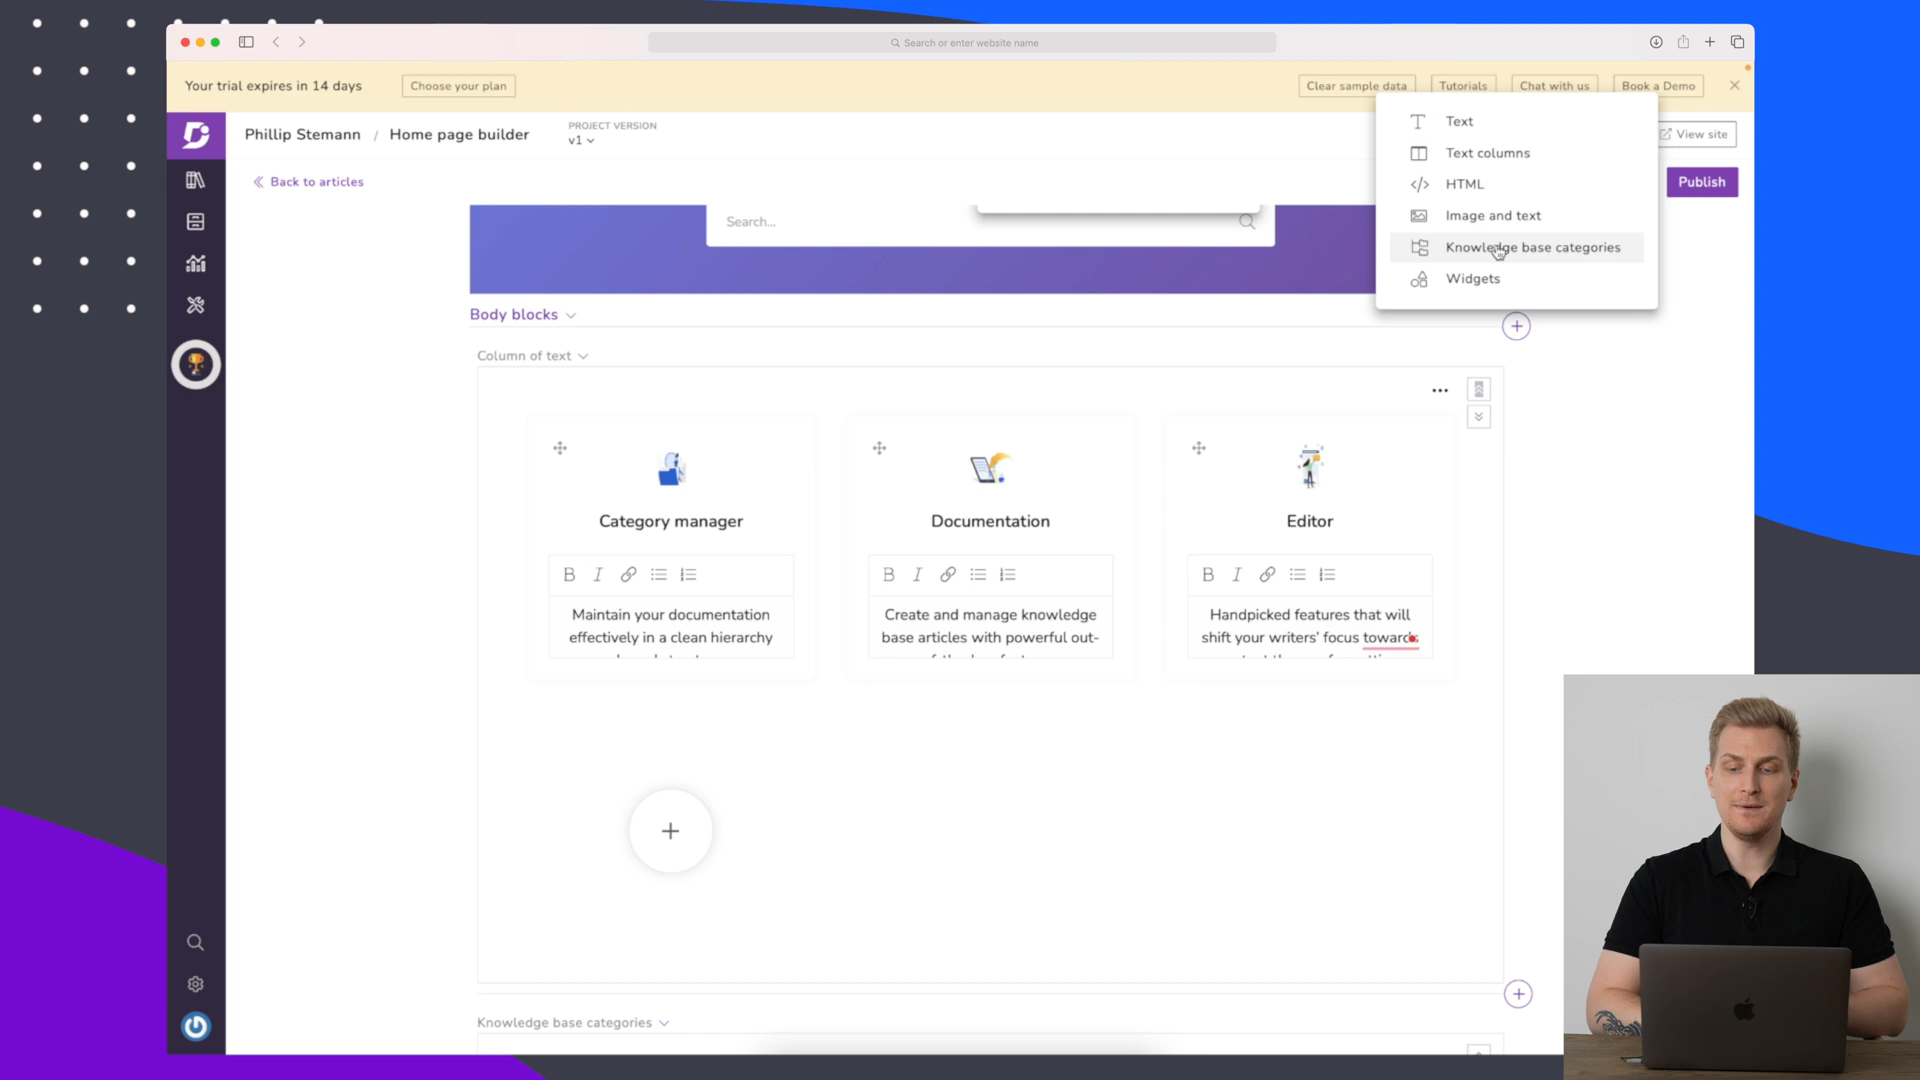 Search or enter website name
Your trial expires in 14 days
Choose your plan
Clear sample data
Tutorials
Chat with us
Book a Demo
Phillip Stemann / Home page builder
PROJECT VERSION
v1
View site
Back to articles
Publish
Text
Text columns
HTML
Image and text
Knowledge base categories
Widgets
Search...
Body blocks
Column of text
Category manager
Documentation
Editor
Maintain your documentation
effectively in a clean hierarchy
Create and manage knowledge
base articles with powerful out-
Handpicked features that will
shift your writers' focus towards
Knowledge base categories